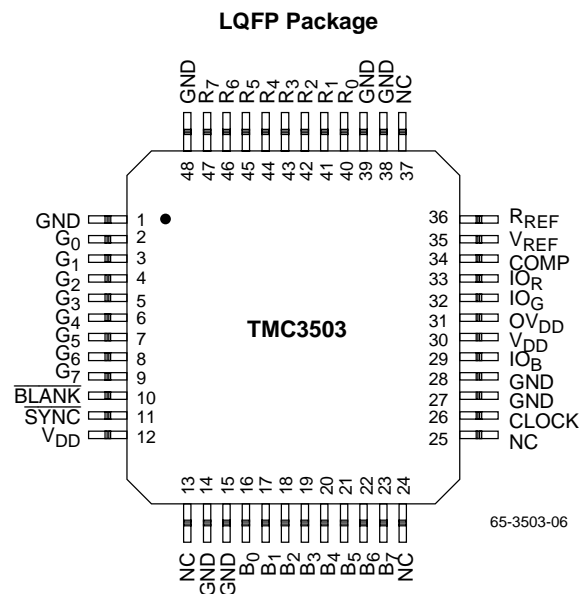 LQFP Package
GND R7 R6 R5 R4 R3 R2 R1 R0 GND GND NC
48 47 46 45 44 43 42 41 40 39 38 37
GND 1
G0 2
G1 3
G2 4
G3 5
G4 6
G5 7
G6 8
G7 9
BLANK 10
SYNC 11
VDD 12
TMC3503
36 RREF
35 VREF
34 COMP
33 IOR
32 IOG
31 OVDD
30 VDD
29 IOB
28 GND
27 GND
26 CLOCK
25 NC
13 14 15 16 17 18 19 20 21 22 23 24
NC GND GND B0 B1 B2 B3 B4 B5 B6 B7 NC
65-3503-06